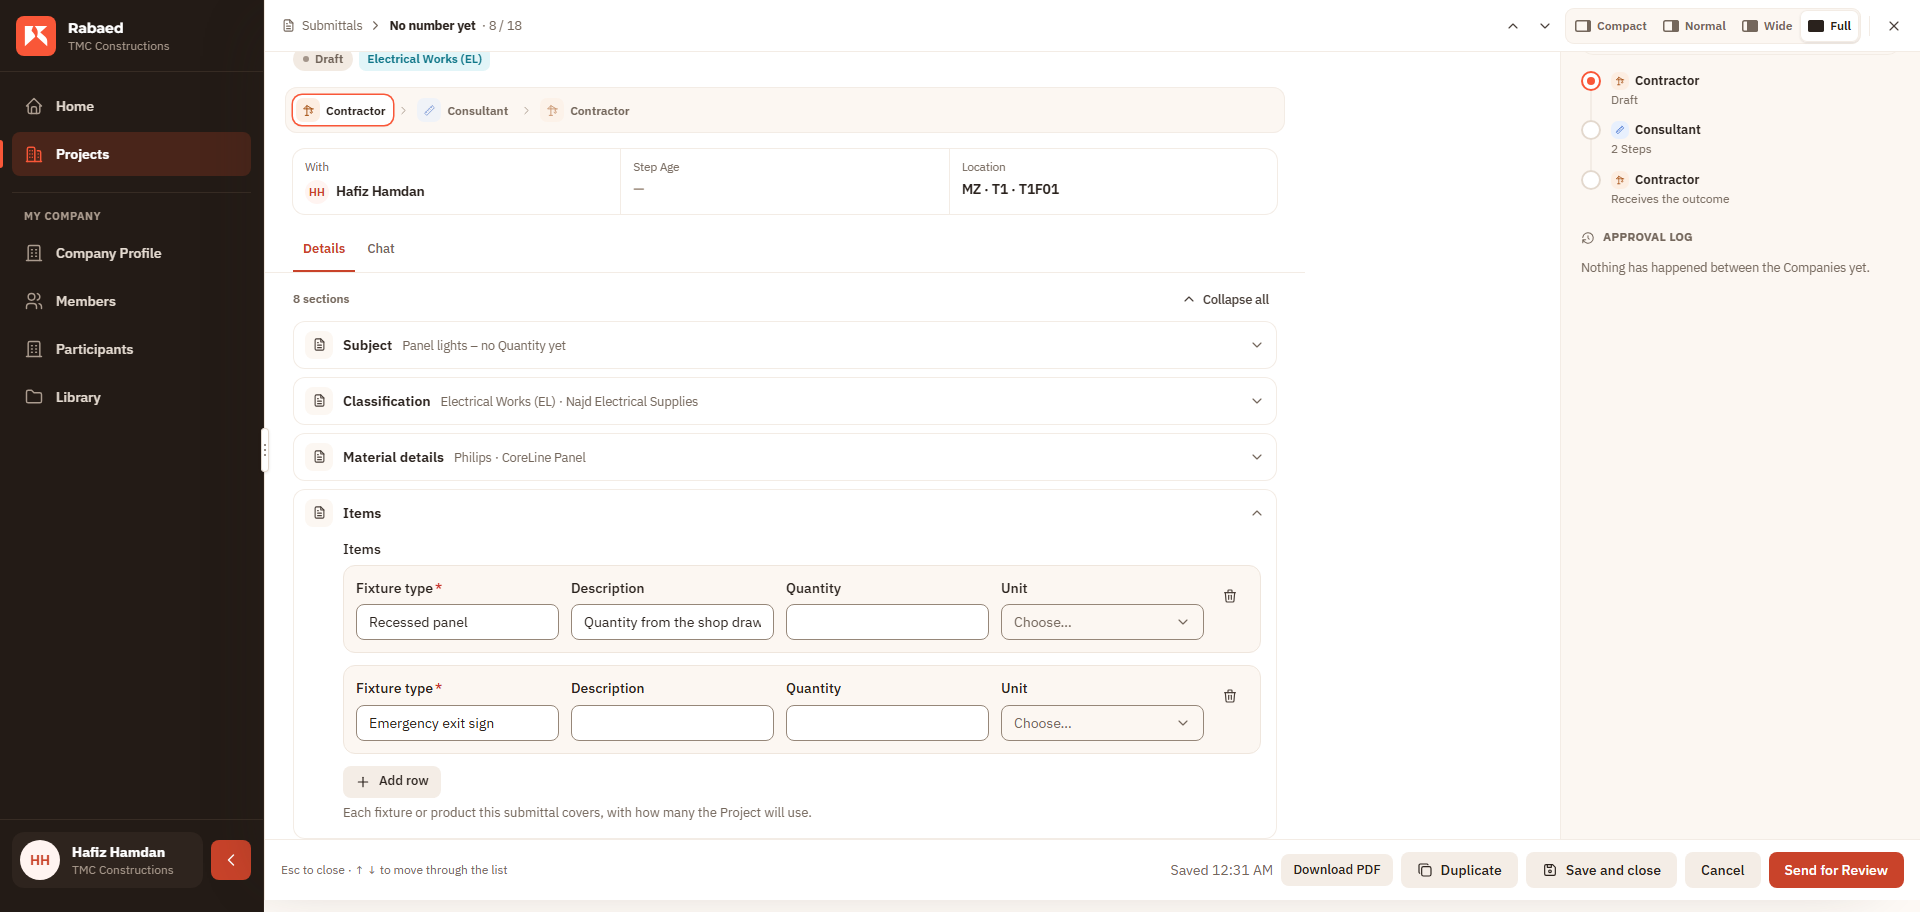 Rabaed
TMC Constructions
Home
Projects
MY COMPANY
Company Profile
Members
Participants
Library
HH
Hafiz Hamdan
TMC Constructions
Submittals > No number yet · 8 / 18
Compact Normal Wide Full
Draft Electrical Works (EL)
Contractor > Consultant > Contractor
With
HH Hafiz Hamdan
Step Age
—
Location
MZ · T1 · T1F01
Details Chat
8 sections
Collapse all
Subject Panel lights – no Quantity yet
Classification Electrical Works (EL) · Najd Electrical Supplies
Material details Philips · CoreLine Panel
Items
Items
Fixture type * Description Quantity Unit
Recessed panel Quantity from the shop draw Choose...
Fixture type * Description Quantity Unit
Emergency exit sign Choose...
+ Add row
Each fixture or product this submittal covers, with how many the Project will use.
Contractor
Draft
Consultant
2 Steps
Contractor
Receives the outcome
APPROVAL LOG
Nothing has happened between the Companies yet.
Esc to close · ↑ ↓ to move through the list
Saved 12:31 AM Download PDF Duplicate Save and close Cancel Send for Review